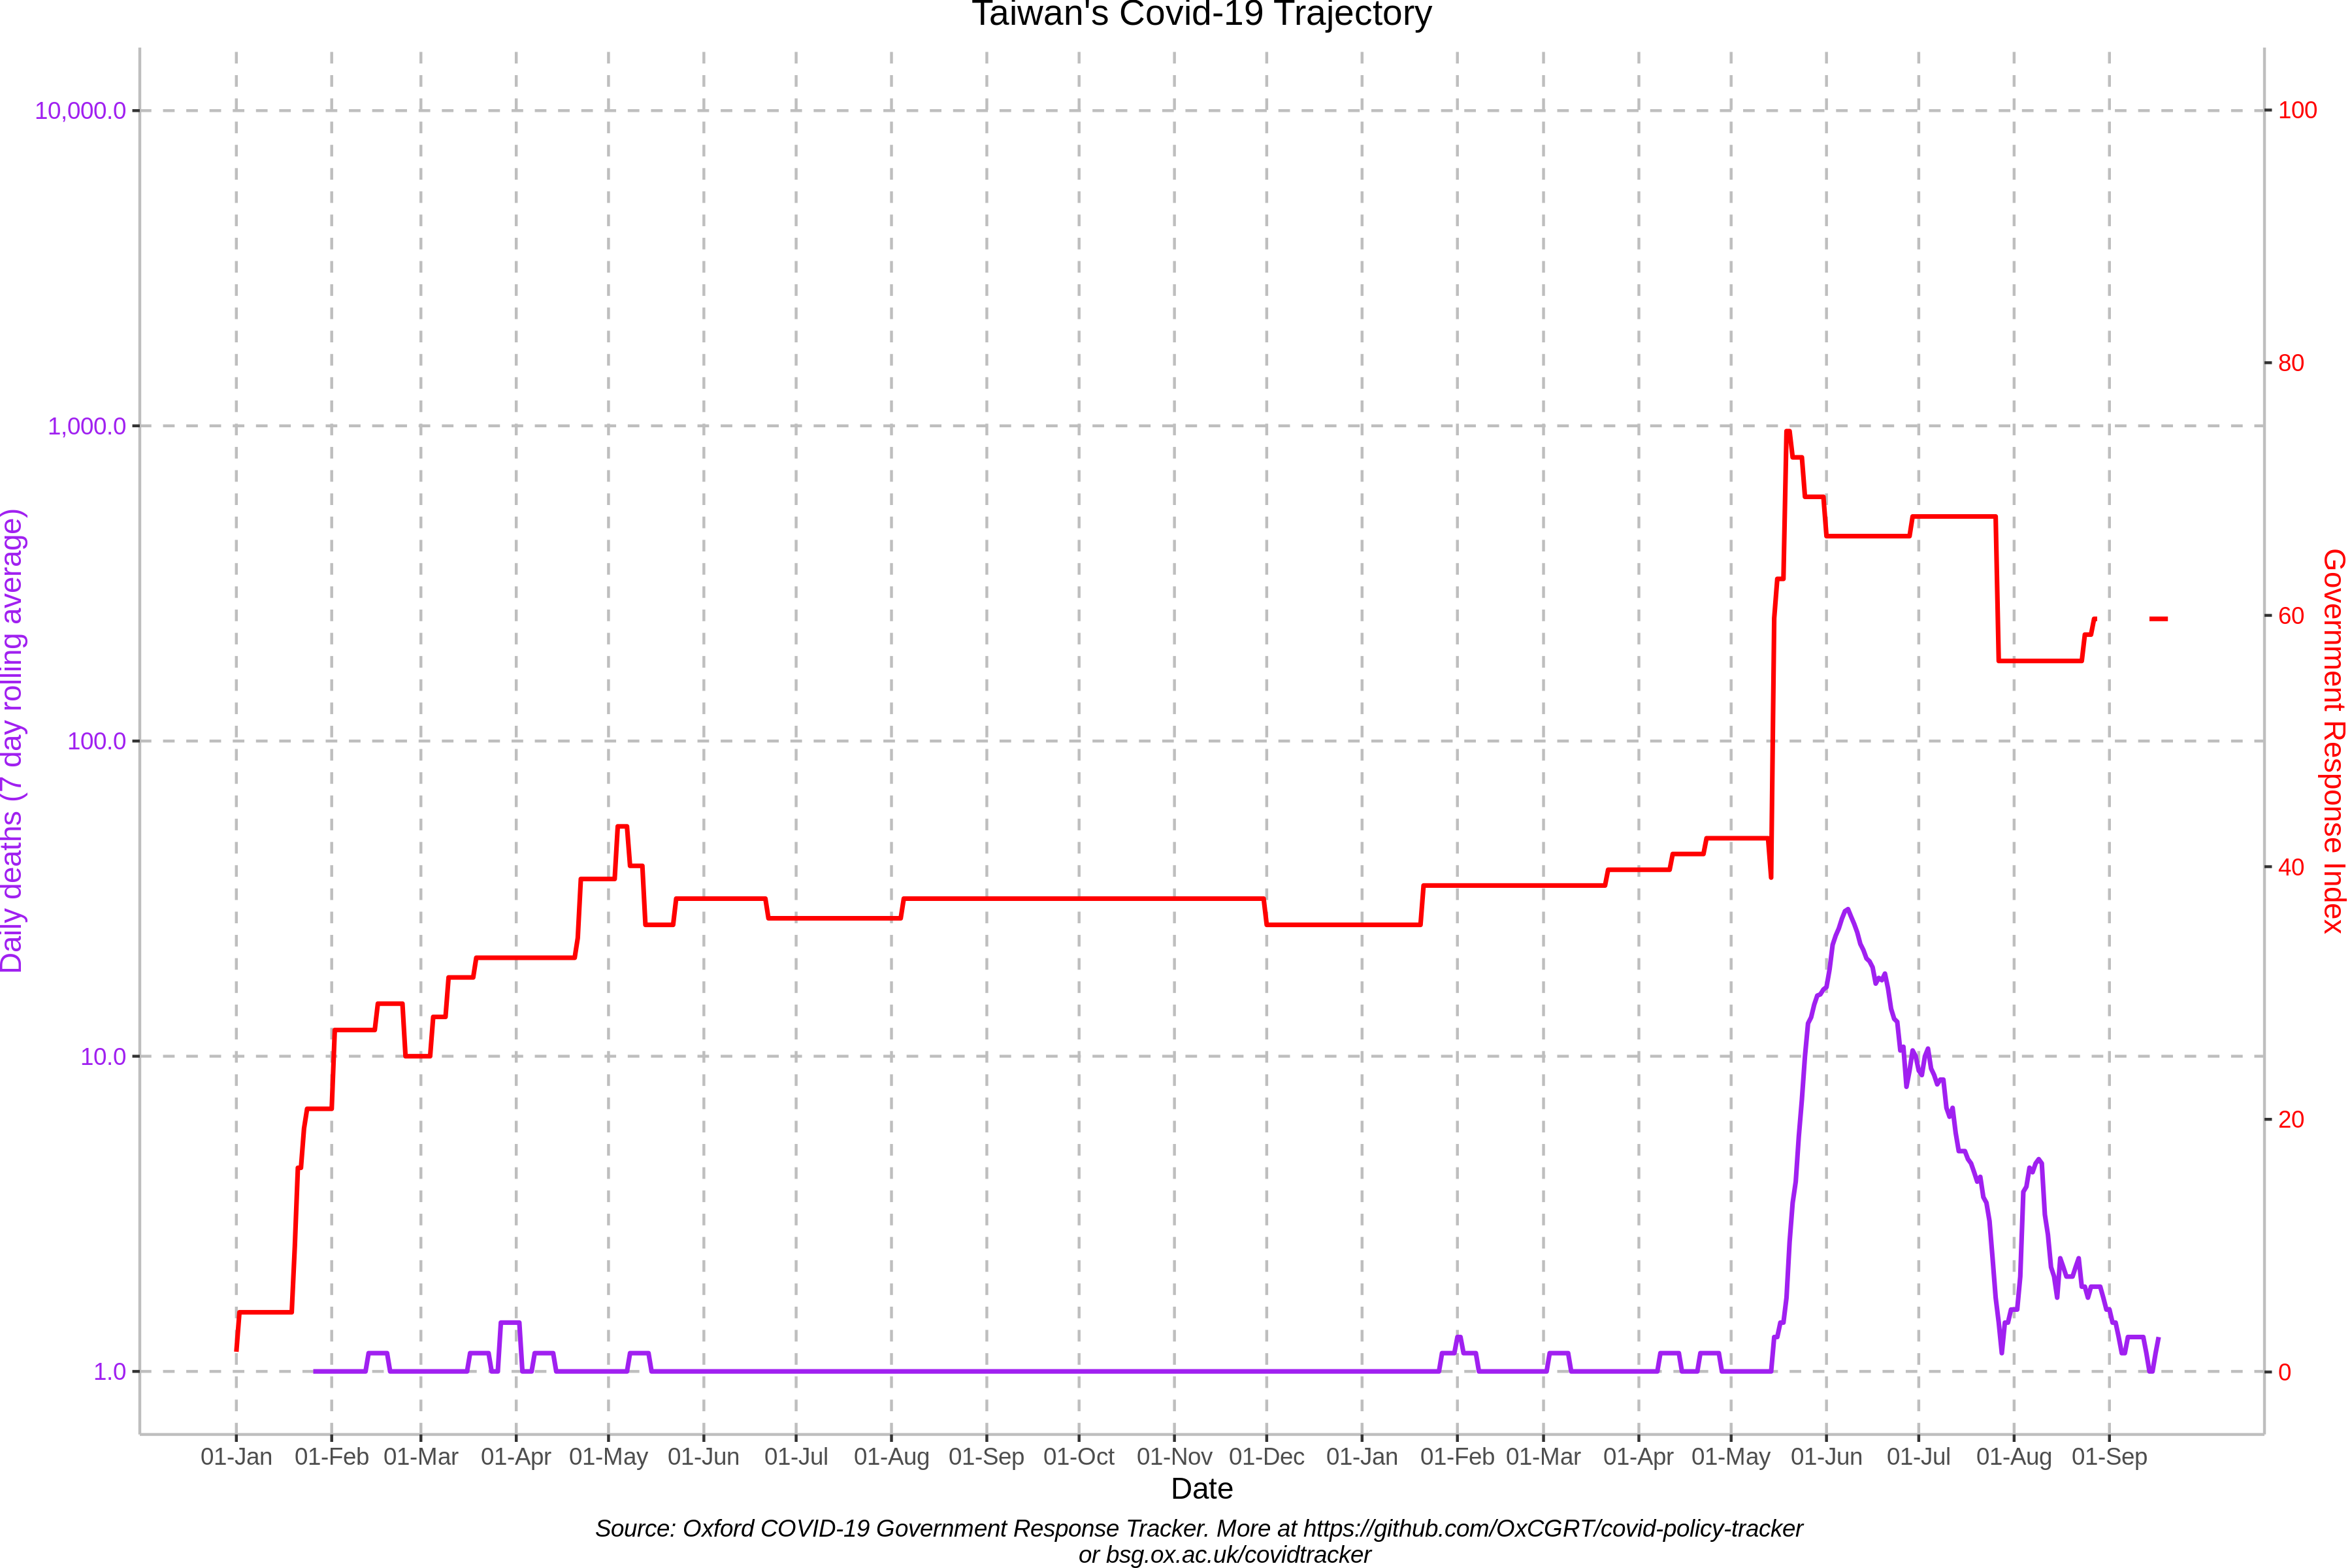 Taiwan's Covid-19 Trajectory
10,000.0
1,000.0
100.0
10.0
1.0
Daily deaths (7 day rolling average)
100
80
60
40
20
0
Government Response Index
01-Jan 01-Feb 01-Mar 01-Apr 01-May 01-Jun 01-Jul 01-Aug 01-Sep 01-Oct 01-Nov 01-Dec 01-Jan 01-Feb 01-Mar 01-Apr 01-May 01-Jun 01-Jul 01-Aug 01-Sep
Date
Source: Oxford COVID-19 Government Response Tracker. More at https://github.com/OxCGRT/covid-policy-tracker
or bsg.ox.ac.uk/covidtracker